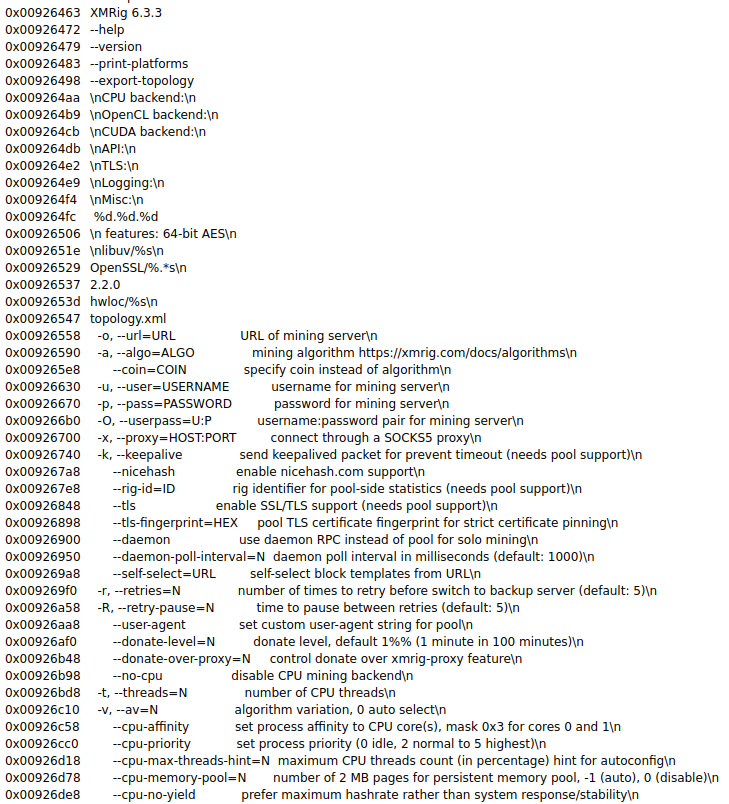 0x00926463 XMRig 6.3.3
0x00926472 --help
0x00926479 --version
0x00926483 --print-platforms
0x00926498 --export-topology
0x009264aa \nCPU backend:\n
0x009264b9 \nOpenCL backend:\n
0x009264cb \nCUDA backend:\n
0x009264db \nAPI:\n
0x009264e2 \nTLS:\n
0x009264e9 \nLogging:\n
0x009264f4 \nMisc:\n
0x009264fc %d.%d.%d
0x00926506 \n features: 64-bit AES\n
0x0092651e \nlibuv/%s\n
0x00926529 OpenSSL/%.*s\n
0x00926537 2.2.0
0x0092653d hwloc/%s\n
0x00926547 topology.xml
0x00926558 -o, --url=URL URL of mining server\n
0x00926590 -a, --algo=ALGO mining algorithm https://xmrig.com/docs/algorithms\n
0x009265e8 --coin=COIN specify coin instead of algorithm\n
0x00926630 -u, --user=USERNAME username for mining server\n
0x00926670 -p, --pass=PASSWORD password for mining server\n
0x009266b0 -O, --userpass=U:P username:password pair for mining server\n
0x00926700 -x, --proxy=HOST:PORT connect through a SOCKS5 proxy\n
0x00926740 -k, --keepalive send keepalived packet for prevent timeout (needs pool support)\n
0x009267a8 --nicehash enable nicehash.com support\n
0x009267e8 --rig-id=ID rig identifier for pool-side statistics (needs pool support)\n
0x00926848 --tls enable SSL/TLS support (needs pool support)\n
0x00926898 --tls-fingerprint=HEX pool TLS certificate fingerprint for strict certificate pinning\n
0x00926900 --daemon use daemon RPC instead of pool for solo mining\n
0x00926950 --daemon-poll-interval=N daemon poll interval in milliseconds (default: 1000)\n
0x009269a8 --self-select=URL self-select block templates from URL\n
0x009269f0 -r, --retries=N number of times to retry before switch to backup server (default: 5)\n
0x00926a58 -R, --retry-pause=N time to pause between retries (default: 5)\n
0x00926aa8 --user-agent set custom user-agent string for pool\n
0x00926af0 --donate-level=N donate level, default 1%% (1 minute in 100 minutes)\n
0x00926b48 --donate-over-proxy=N control donate over xmrig-proxy feature\n
0x00926b98 --no-cpu disable CPU mining backend\n
0x00926bd8 -t, --threads=N number of CPU threads\n
0x00926c10 -v, --av=N algorithm variation, 0 auto select\n
0x00926c58 --cpu-affinity set process affinity to CPU core(s), mask 0x3 for cores 0 and 1\n
0x00926cc0 --cpu-priority set process priority (0 idle, 2 normal to 5 highest)\n
0x00926d18 --cpu-max-threads-hint=N maximum CPU threads count (in percentage) hint for autoconfig\n
0x00926d78 --cpu-memory-pool=N number of 2 MB pages for persistent memory pool, -1 (auto), 0 (disable)\n
0x00926de8 --cpu-no-yield prefer maximum hashrate rather than system response/stability\n